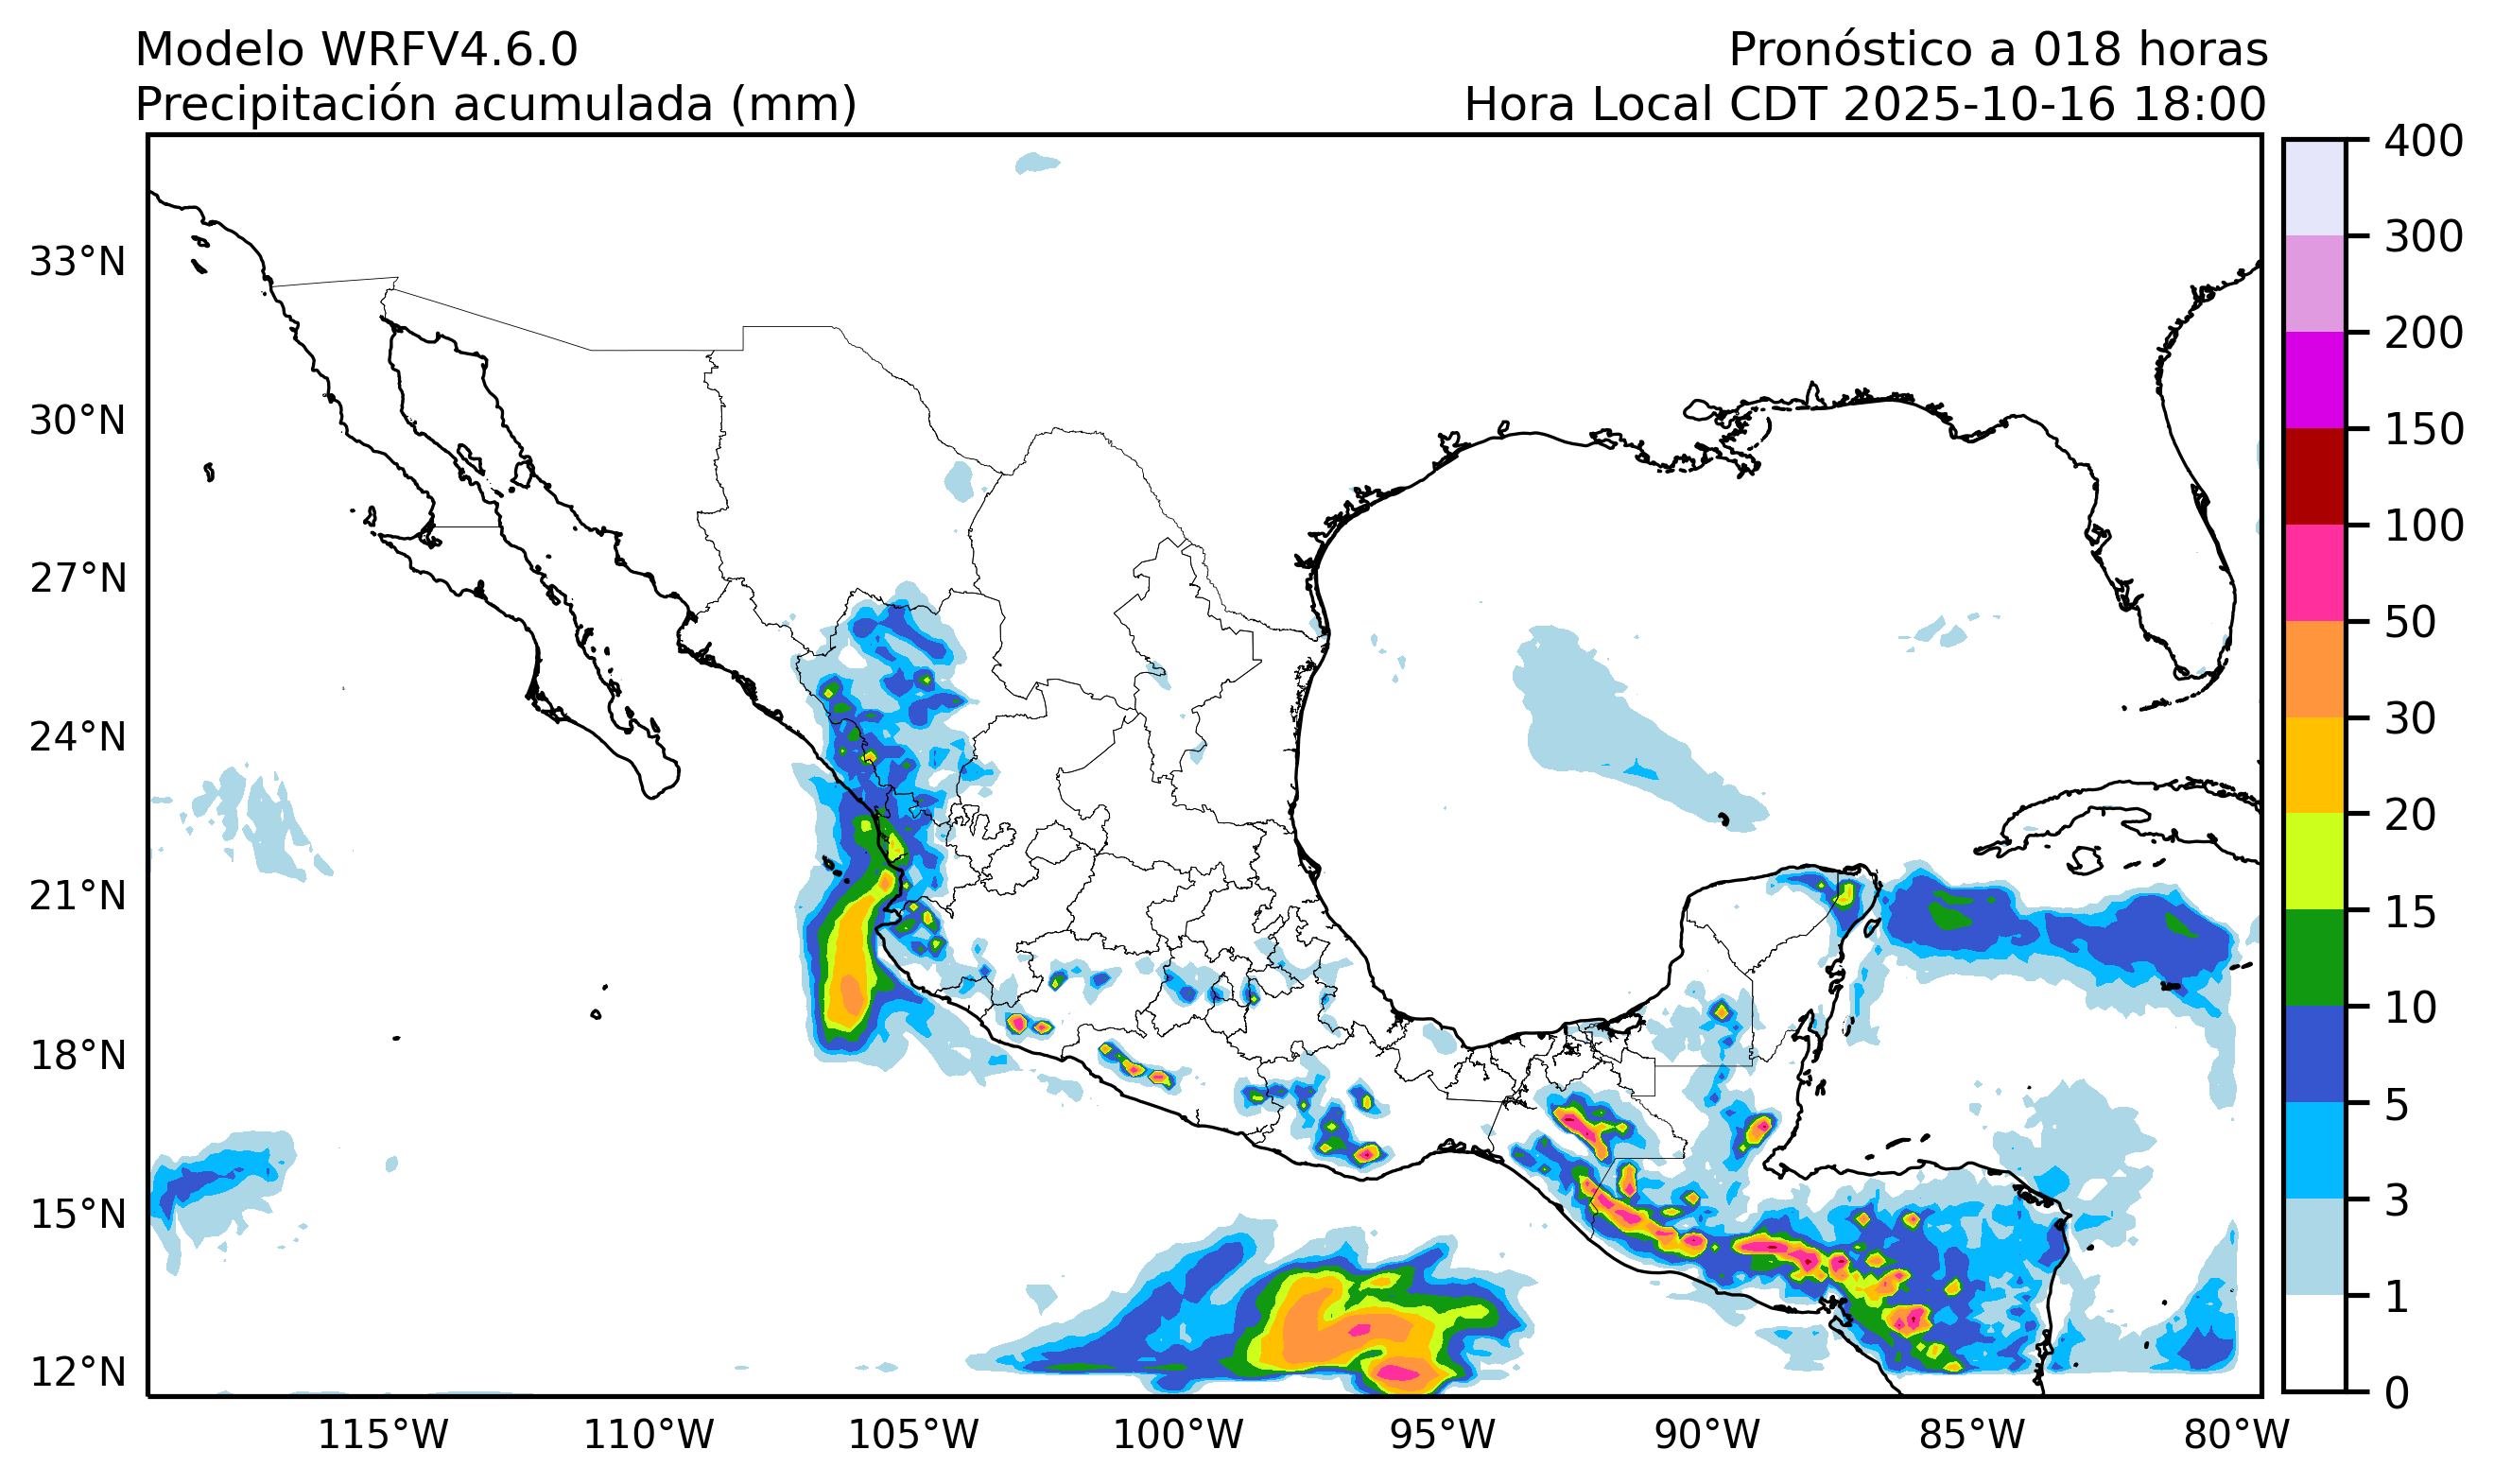 Modelo WRFV4.6.0
Precipitación acumulada (mm)
Pronóstico a 018 horas
Hora Local CDT 2025-10-16 18:00
33°N
30°N
27°N
24°N
21°N
18°N
15°N
12°N
115°W
110°W
105°W
100°W
95°W
90°W
85°W
80°W
400
300
200
150
100
50
30
20
15
10
5
3
1
0